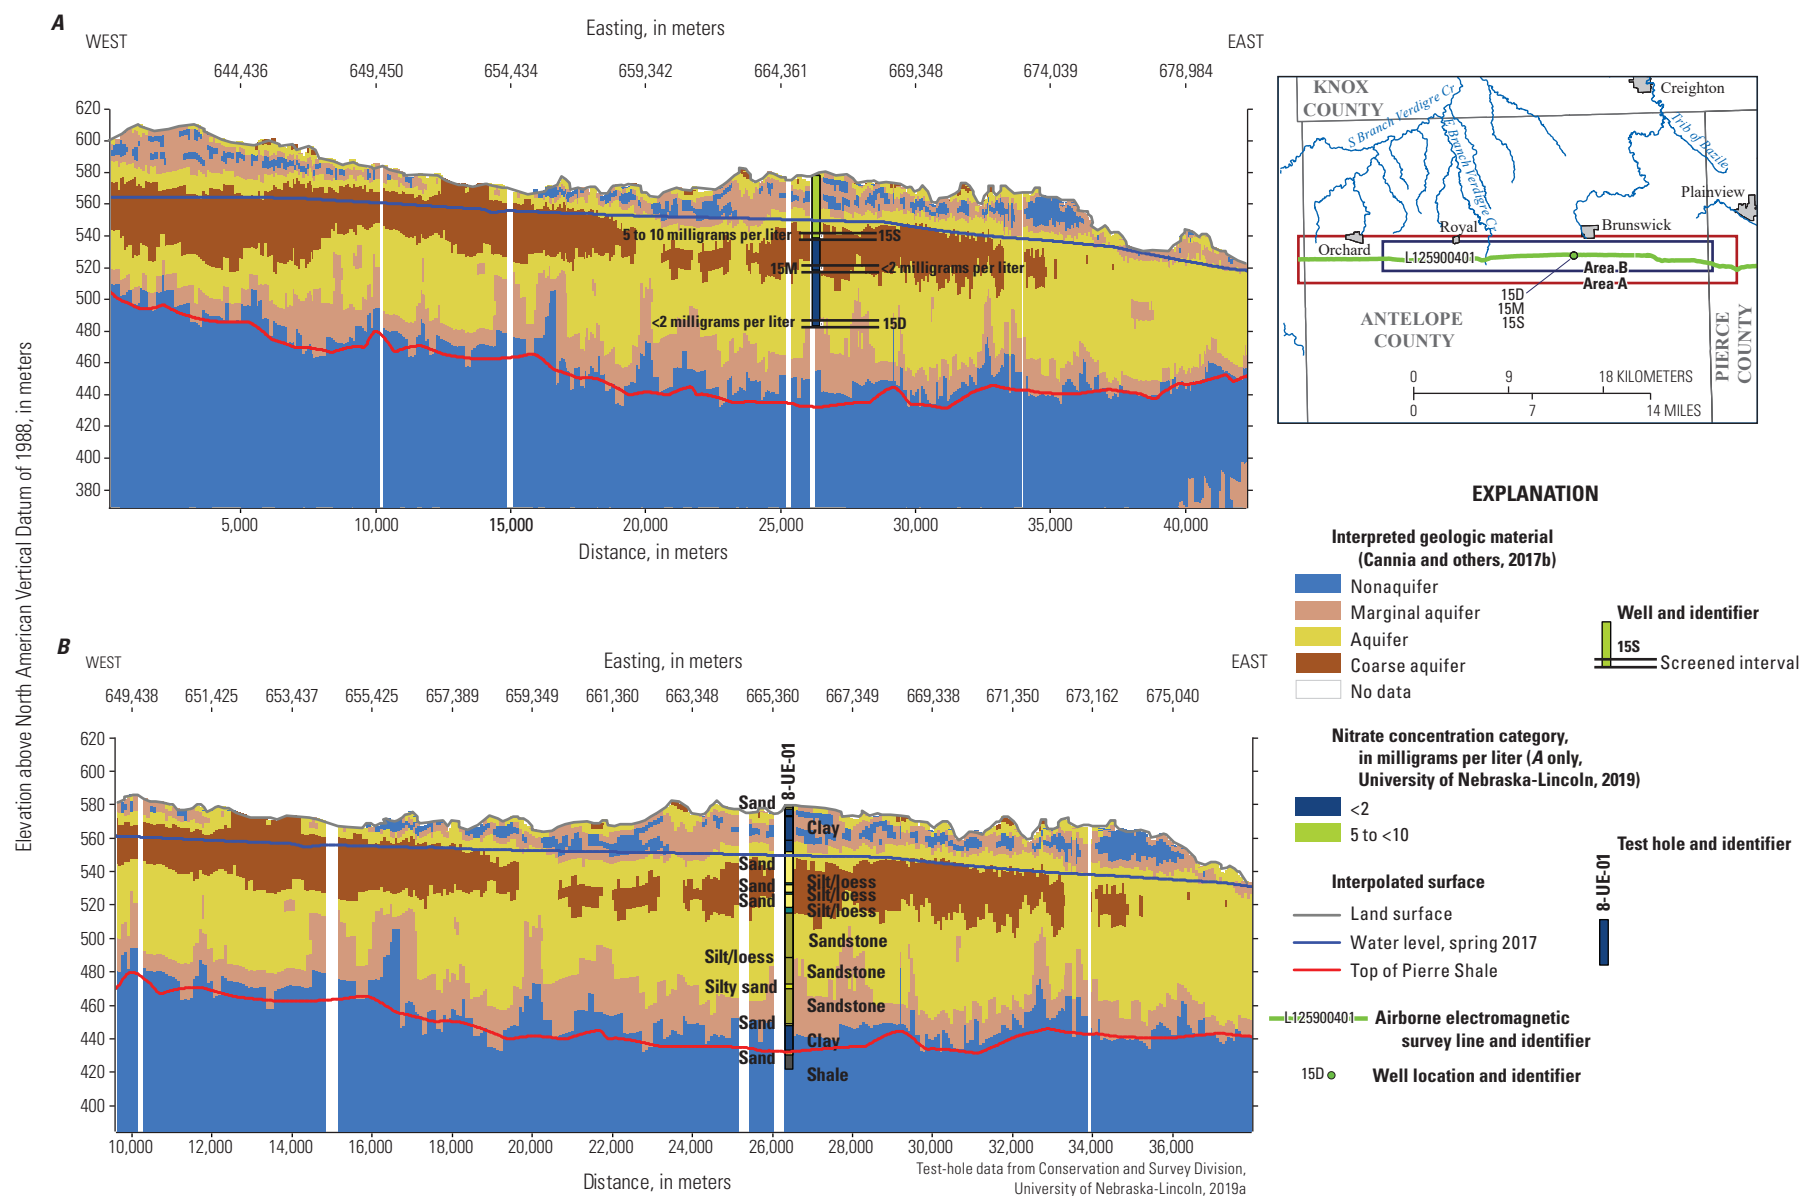 A
Easting, in meters
WEST
EAST
644,436
649,450
654,434
659,342
664,361
669,348
674,039
678,984
620
600
580
560
540
520
500
480
460
440
420
400
380
5 to 10 milligrams per liter
15S
15M
<2 milligrams per liter
<2 milligrams per liter
15D
5,000
10,000
15,000
20,000
25,000
30,000
35,000
40,000
Distance, in meters
Elevation above North American Vertical Datum of 1988, in meters
KNOX
COUNTY
Creighton
S Branch Verdigre Cr
E Branch Verdigre Cr
Trib of Bazile
Plainview
Royal
Brunswick
Orchard
L125900401
Area B
Area A
15D
15M
15S
ANTELOPE
COUNTY
PIERCE
COUNTY
0
9
18 KILOMETERS
0
7
14 MILES
B
Easting, in meters
WEST
EAST
649,438
651,425
653,437
655,425
657,389
659,349
661,360
663,348
665,360
667,349
669,338
671,350
673,162
675,040
620
600
580
560
540
520
500
480
460
440
420
400
8-UE-01
Sand
Clay
Sand
Silt/loess
Sand
Silt/loess
Sand
Silt/loess
Sandstone
Silt/loess
Sandstone
Silty sand
Sandstone
Sand
Clay
Sand
Shale
10,000
12,000
14,000
16,000
18,000
20,000
22,000
24,000
26,000
28,000
30,000
32,000
34,000
36,000
Distance, in meters
Test-hole data from Conservation and Survey Division,
University of Nebraska-Lincoln, 2019a
EXPLANATION
Interpreted geologic material
(Cannia and others, 2017b)
Nonaquifer
Marginal aquifer
Aquifer
Coarse aquifer
No data
Nitrate concentration category,
in milligrams per liter (A only,
University of Nebraska-Lincoln, 2019)
<2
5 to <10
Interpolated surface
Land surface
Water level, spring 2017
Top of Pierre Shale
L125900401
Airborne electromagnetic
survey line and identifier
15D
Well location and identifier
Well and identifier
15S
Screened interval
Test hole and identifier
8-UE-01